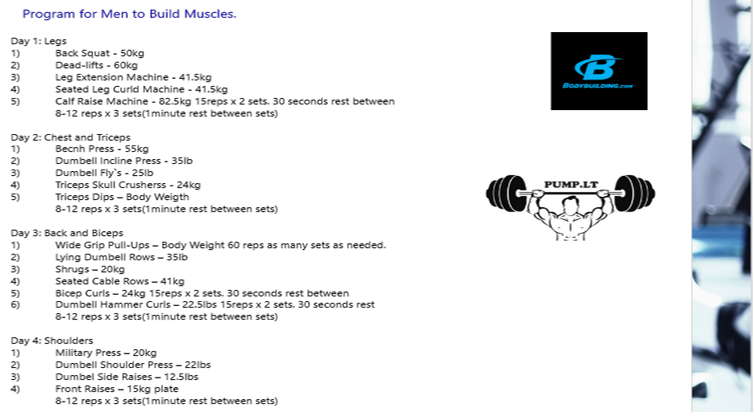 Program for Men to Build Muscles.
Day 1: Legs
1) Back Squat - 50kg
2) Dead-lifts - 60kg
3) Leg Extension Machine - 41.5kg
4) Seated Leg Curld Machine - 41.5kg
5) Calf Raise Machine - 82.5kg 15reps x 2 sets. 30 seconds rest between
8-12 reps x 3 sets(1minute rest between sets)
Day 2: Chest and Triceps
1) Becnh Press - 55kg
2) Dumbell Incline Press - 35lb
3) Dumbell Fly`s - 25lb
4) Triceps Skull Crusherss - 24kg
5) Triceps Dips – Body Weigth
8-12 reps x 3 sets(1minute rest between sets)
Day 3: Back and Biceps
1) Wide Grip Pull-Ups – Body Weight 60 reps as many sets as needed.
2) Lying Dumbell Rows – 35lb
3) Shrugs – 20kg
4) Seated Cable Rows – 41kg
5) Bicep Curls – 24kg 15reps x 2 sets. 30 seconds rest between
6) Dumbell Hammer Curls – 22.5lbs 15reps x 2 sets. 30 seconds rest
8-12 reps x 3 sets(1minute rest between sets)
Day 4: Shoulders
1) Military Press – 20kg
2) Dumbell Shoulder Press – 22lbs
3) Dumbel Side Raises – 12.5lbs
4) Front Raises – 15kg plate
8-12 reps x 3 sets(1minute rest between sets)
B
BODYBUILDING.COM
PUMP.LT